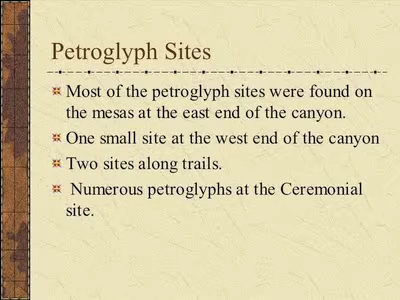 Petroglyph Sites
Most of the petroglyph sites were found on
the mesas at the east end of the canyon.
One small site at the west end of the canyon
Two sites along trails.
Numerous petroglyphs at the Ceremonial
site.